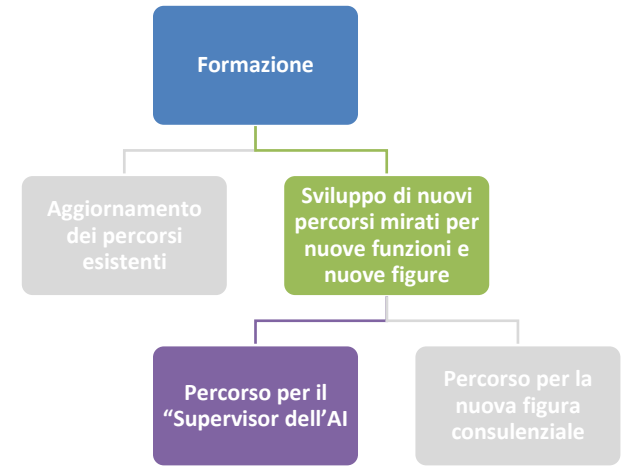 Formazione
Aggiornamento
dei percorsi
esistenti
Sviluppo di nuovi
percorsi mirati per
nuove funzioni e
nuove figure
Percorso per il
“Supervisor dell’AI
Percorso per la
nuova figura
consulenziale